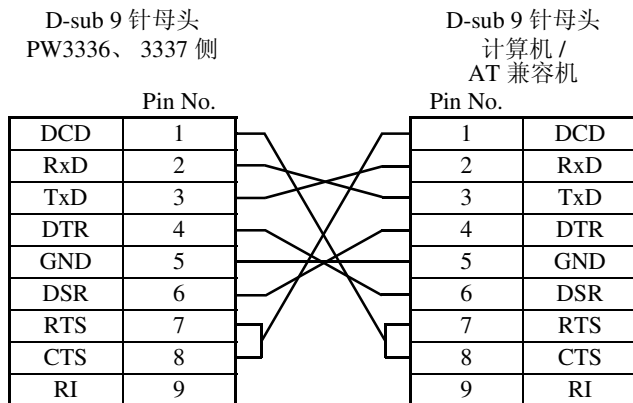 D-sub 9 针母头
PW3336、 3337 侧
D-sub 9 针母头
计算机 /
AT 兼容机
Pin No.
Pin No.
DCD 1 1 DCD
RxD 2 2 RxD
TxD 3 3 TxD
DTR 4 4 DTR
GND 5 5 GND
DSR 6 6 DSR
RTS 7 7 RTS
CTS 8 8 CTS
RI 9 9 RI